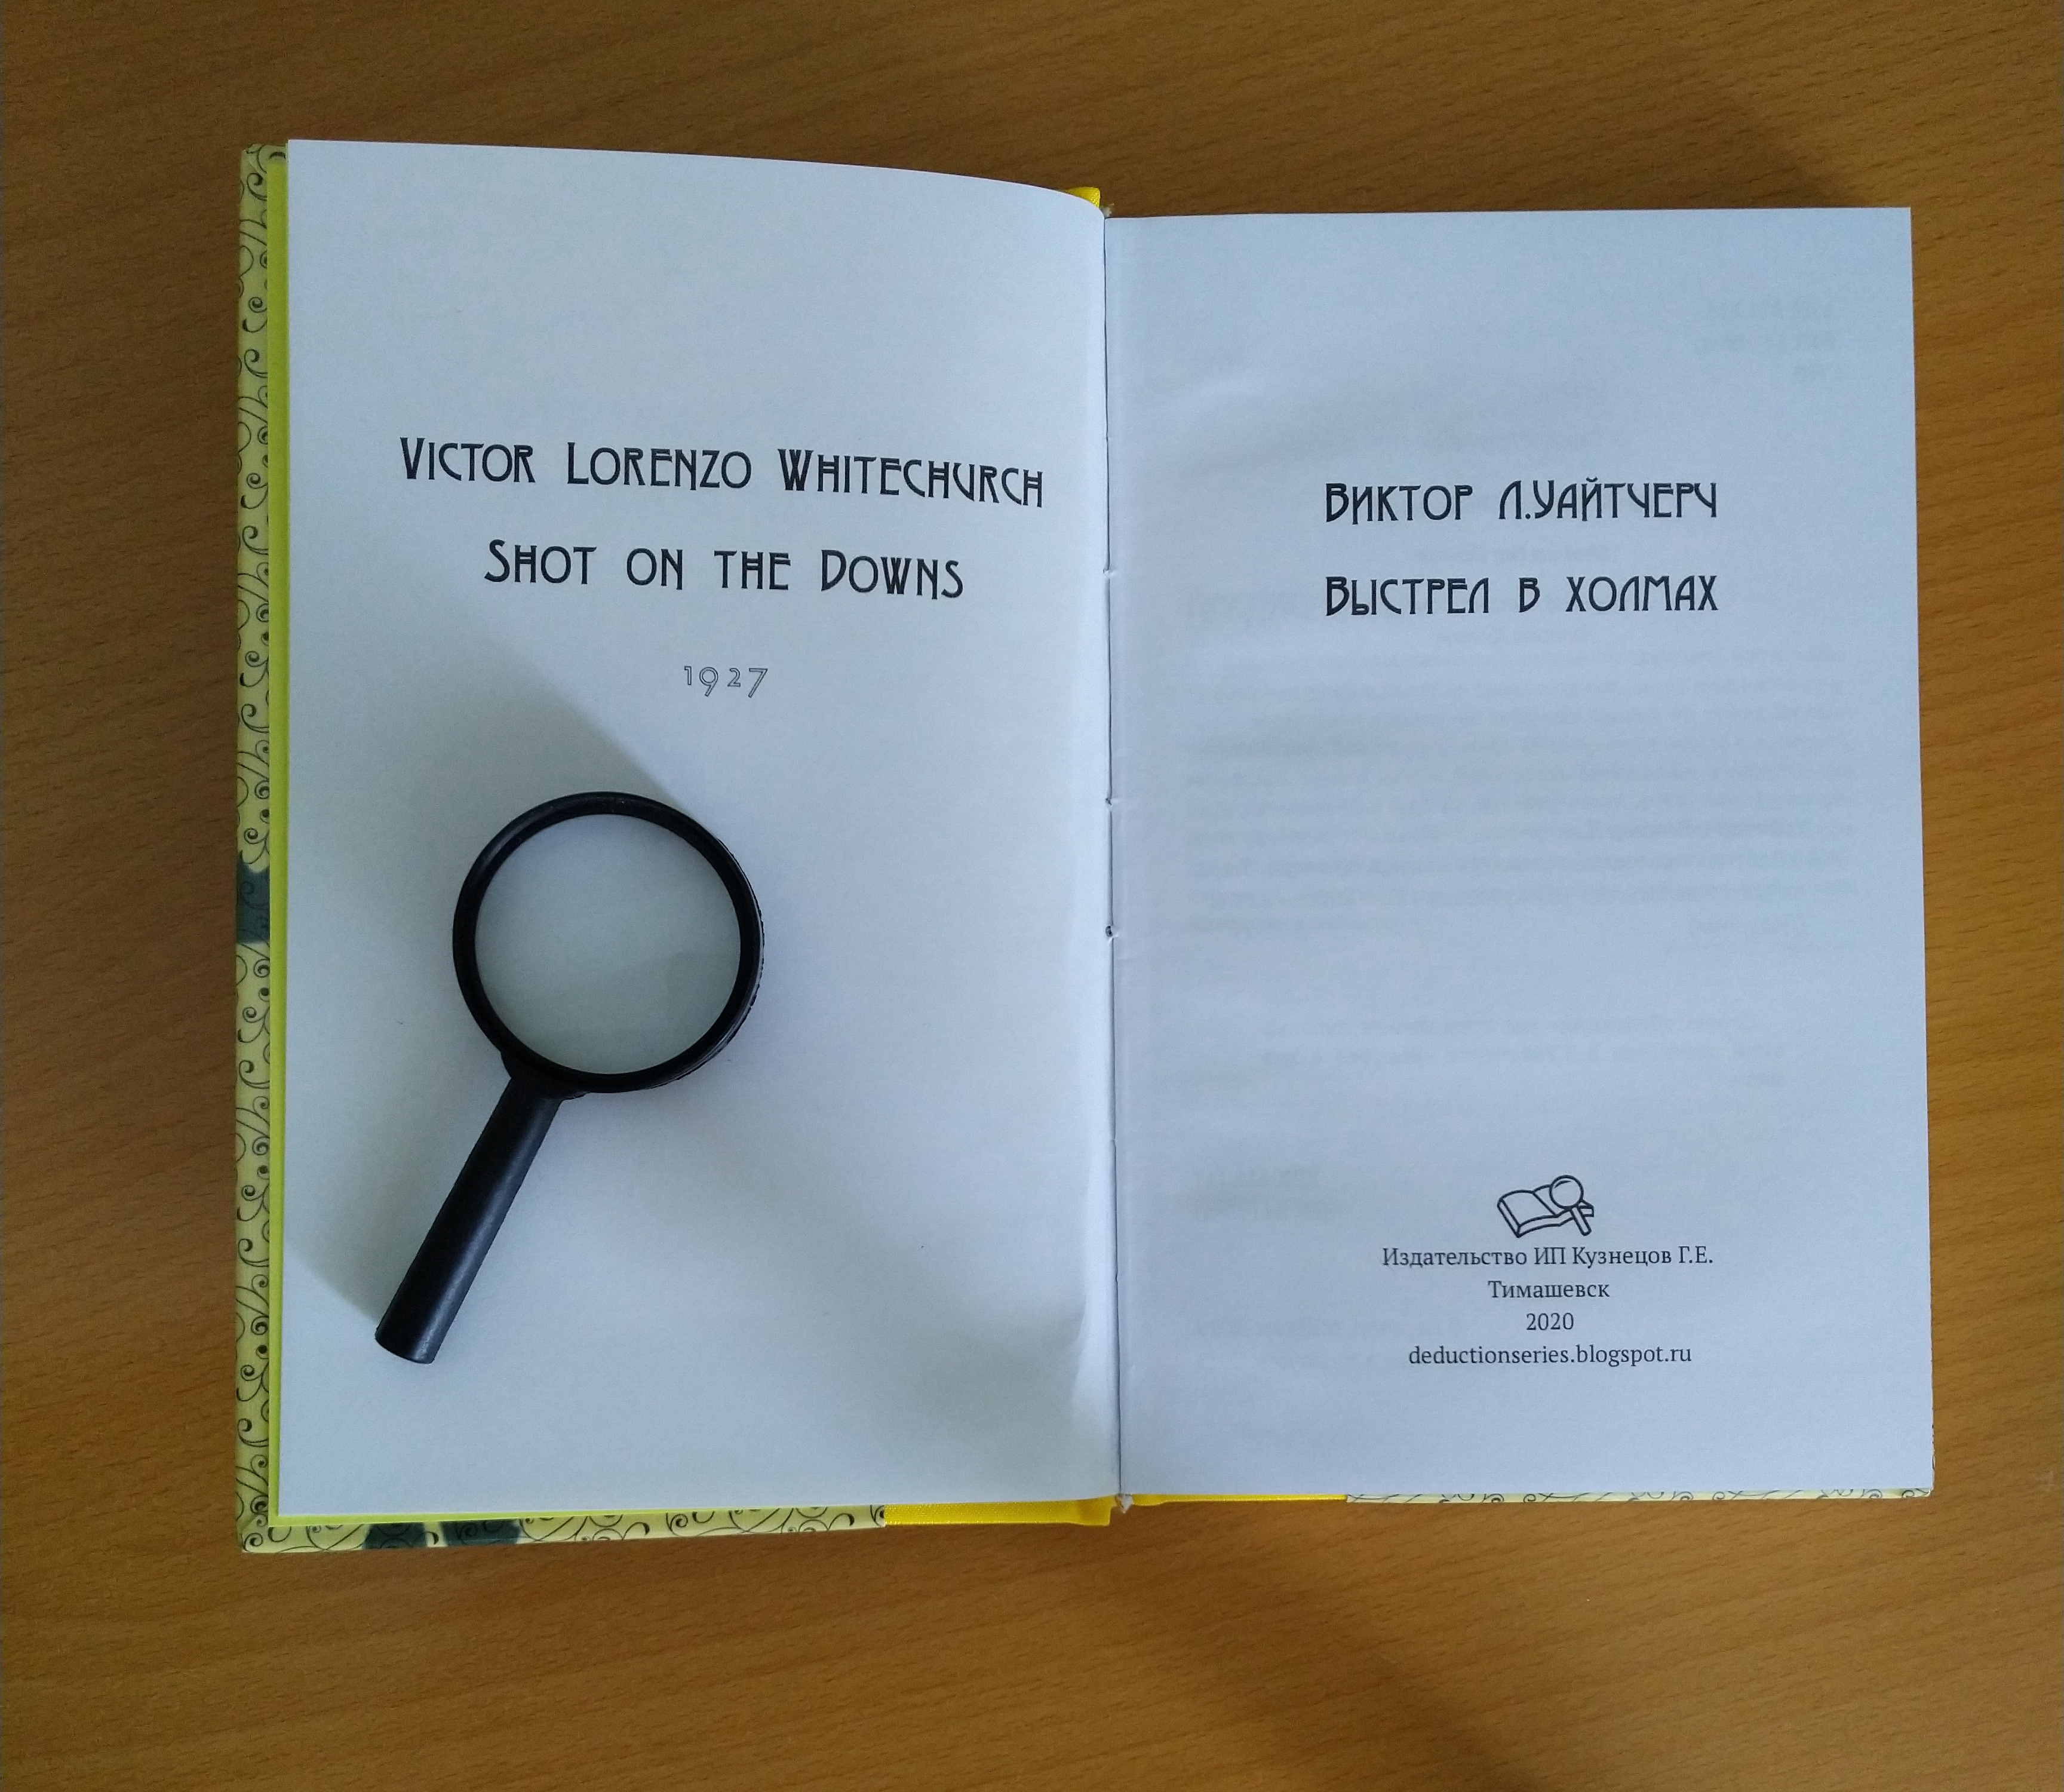 Victor Lorenzo Whitechurch
Shot on the Downs
1927
Виктор Л.Уайтчерч
Выстрел в холмах
Издательство ИП Кузнецов Г.Е.
Тимашевск
2020
deductionseries.blogspot.ru